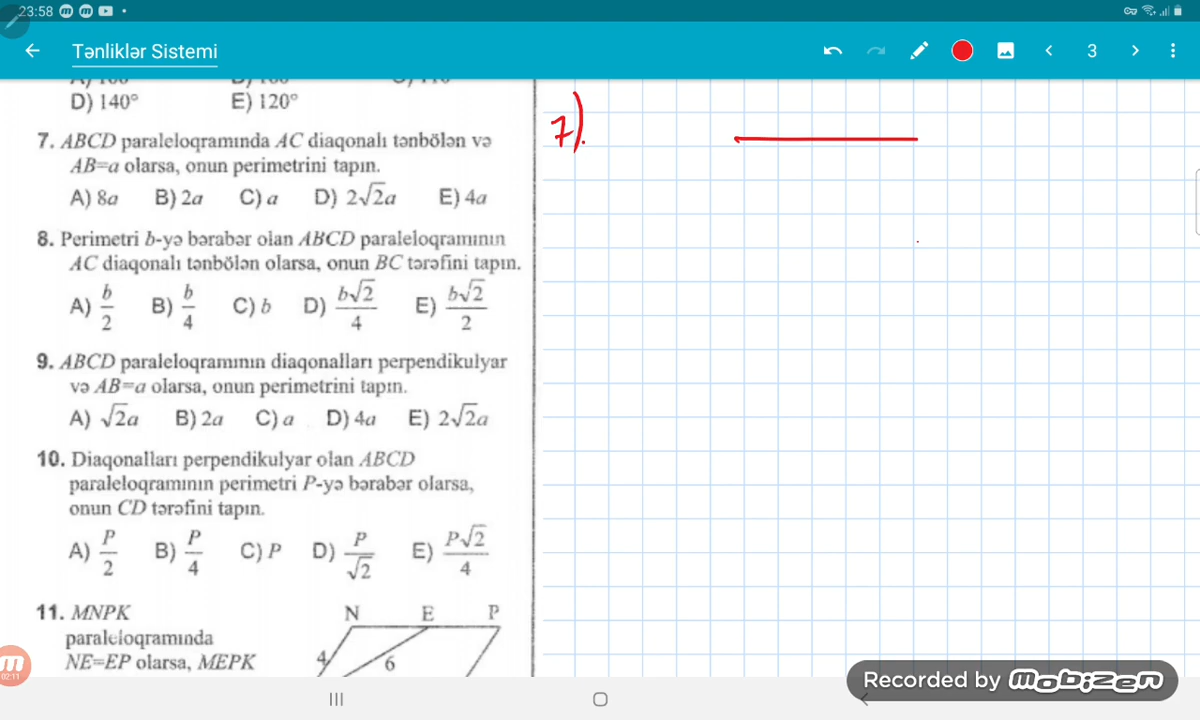 23:58
Tənliklər Sistemi
3
D) 140° E) 120°
7. ABCD paraleloqramında AC diaqonalı tənbölən və
AB=a olarsa, onun perimetrini tapın.
A) 8a B) 2a C) a D) 2√2a E) 4a
8. Perimetri b-yə bərabər olan ABCD paraleloqramının
AC diaqonalı tənbölən olarsa, onun BC tərəfini tapın.
A) b/2 B) b/4 C) b D) b√2/4 E) b√2/2
9. ABCD paraleloqramının diaqonalları perpendikulyar
və AB=a olarsa, onun perimetrini tapın.
A) √2a B) 2a C) a D) 4a E) 2√2a
10. Diaqonalları perpendikulyar olan ABCD
paraleloqramının perimetri P-yə bərabər olarsa,
onun CD tərəfini tapın.
A) P/2 B) P/4 C) P D) P/√2 E) P√2/4
11. MNPK
paraleloqramında
NE=EP olarsa, MEPK
N E P
4 6
7).
02:11
Recorded by mobizen